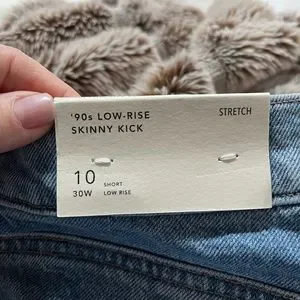 '90s LOW-RISE STRETCH
SKINNY KICK
10 SHORT
30W LOW RISE